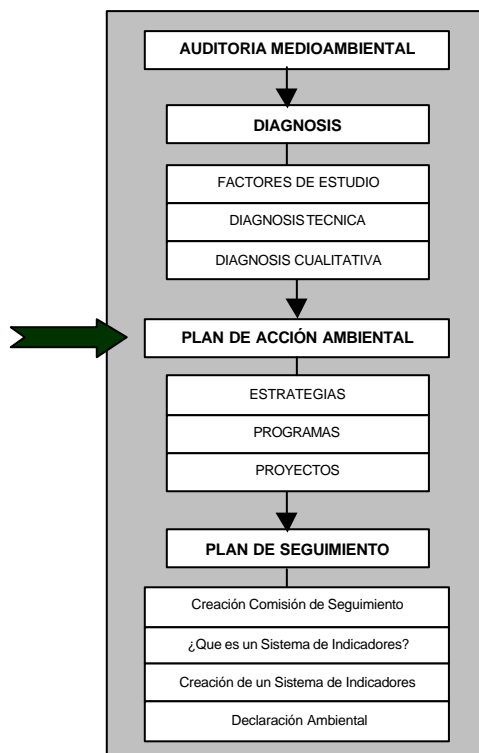 AUDITORIA MEDIOAMBIENTAL
DIAGNOSIS
FACTORES DE ESTUDIO
DIAGNOSIS TECNICA
DIAGNOSIS CUALITATIVA
PLAN DE ACCIÓN AMBIENTAL
ESTRATEGIAS
PROGRAMAS
PROYECTOS
PLAN DE SEGUIMIENTO
Creación Comisión de Seguimiento
¿Que es un Sistema de Indicadores?
Creación de un Sistema de Indicadores
Declaración Ambiental